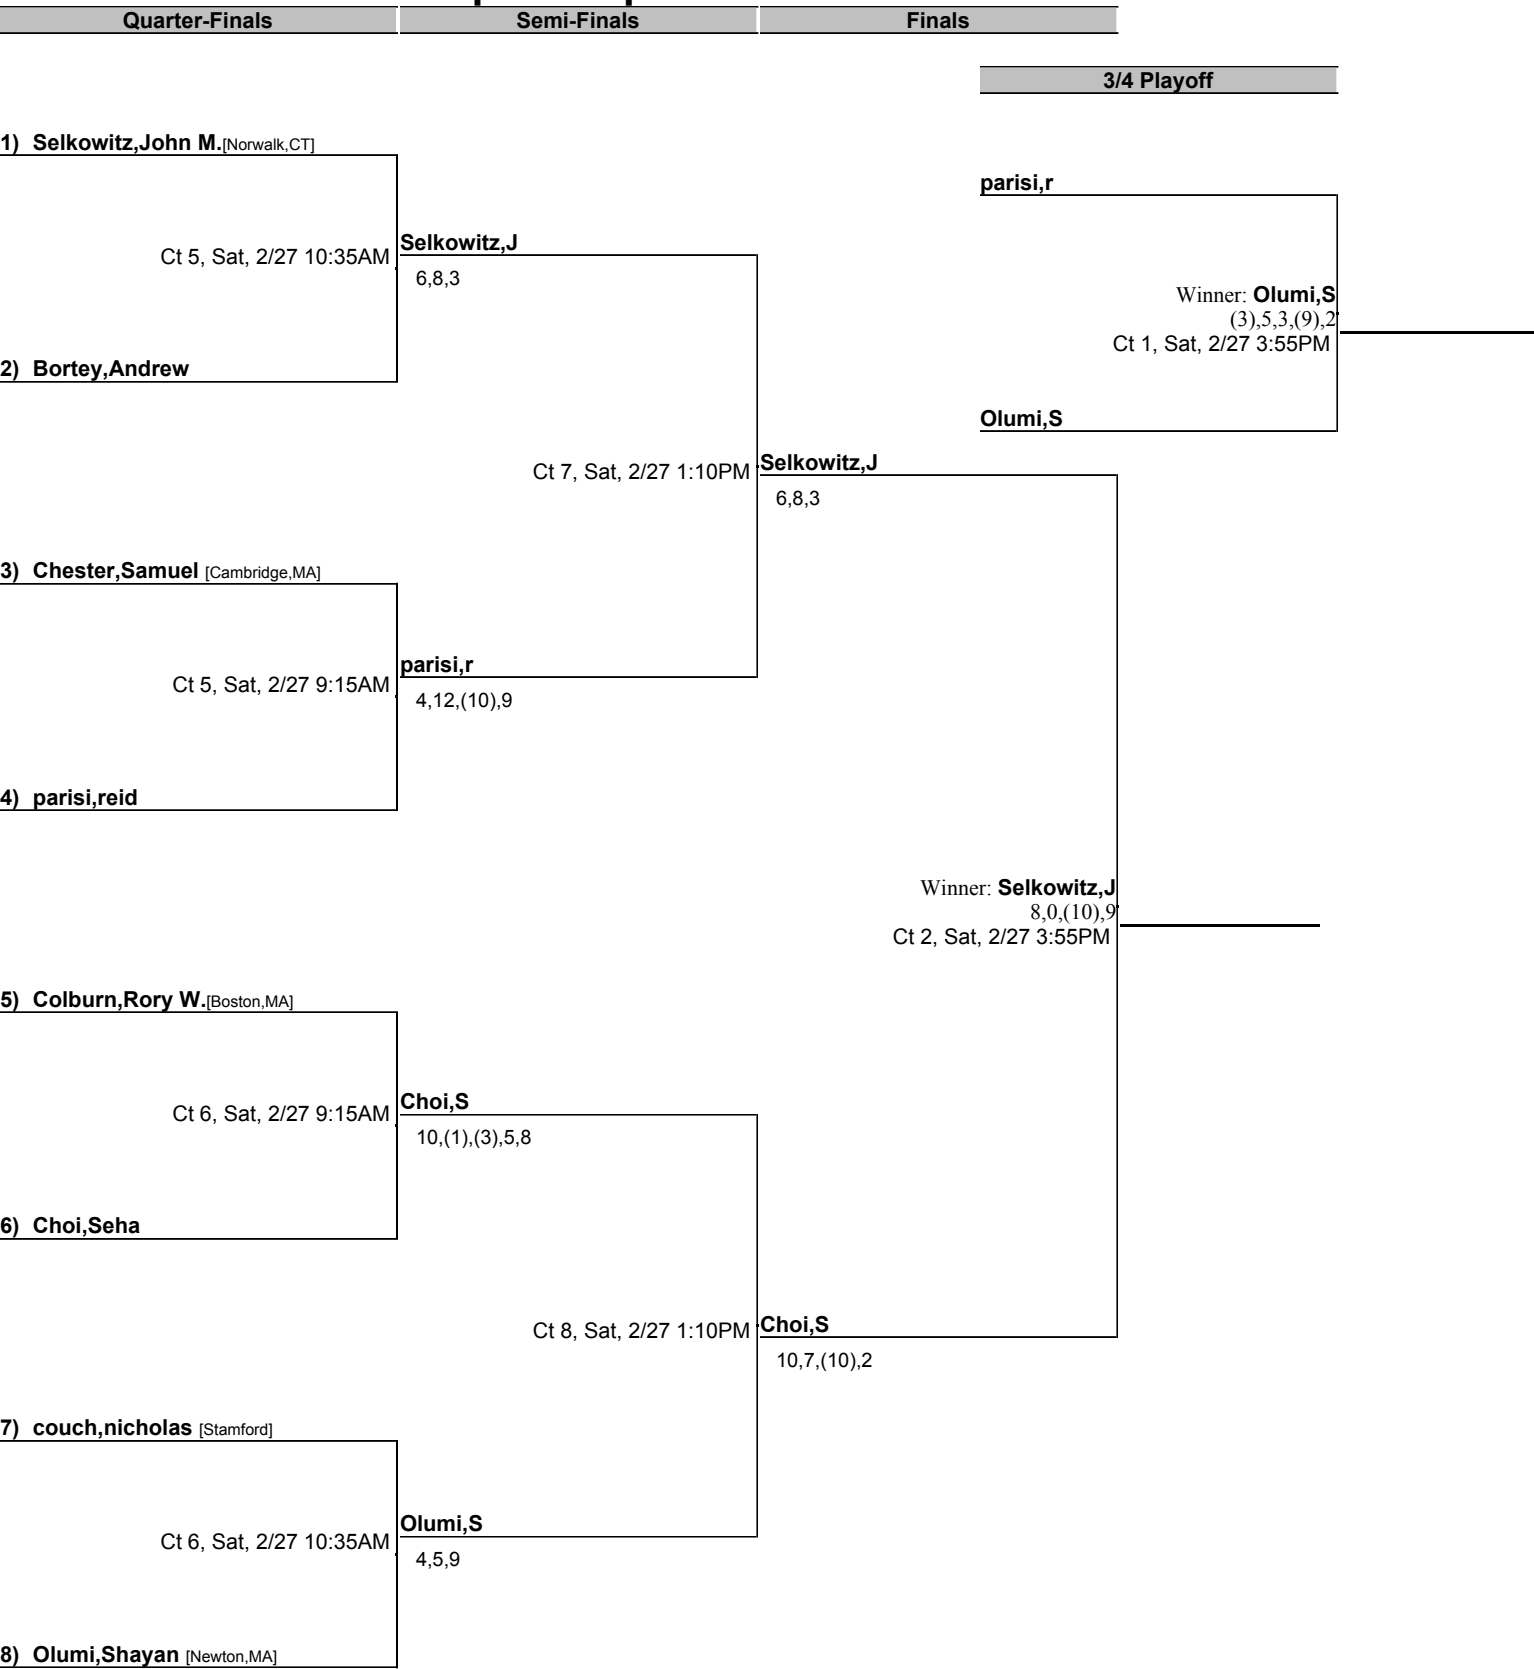 Quarter-Finals Semi-Finals Finals
3/4 Playoff
1) Selkowitz,John M.[Norwalk,CT]
parisi,r
Selkowitz,J
Ct 5, Sat, 2/27 10:35AM
6,8,3
Winner: Olumi,S
(3),5,3,(9),2
Ct 1, Sat, 2/27 3:55PM
2) Bortey,Andrew
Olumi,S
Selkowitz,J
Ct 7, Sat, 2/27 1:10PM
6,8,3
3) Chester,Samuel [Cambridge,MA]
parisi,r
Ct 5, Sat, 2/27 9:15AM
4,12,(10),9
4) parisi,reid
Winner: Selkowitz,J
8,0,(10),9
Ct 2, Sat, 2/27 3:55PM
5) Colburn,Rory W.[Boston,MA]
Choi,S
Ct 6, Sat, 2/27 9:15AM
10,(1),(3),5,8
6) Choi,Seha
Choi,S
Ct 8, Sat, 2/27 1:10PM
10,7,(10),2
7) couch,nicholas [Stamford]
Olumi,S
Ct 6, Sat, 2/27 10:35AM
4,5,9
8) Olumi,Shayan [Newton,MA]